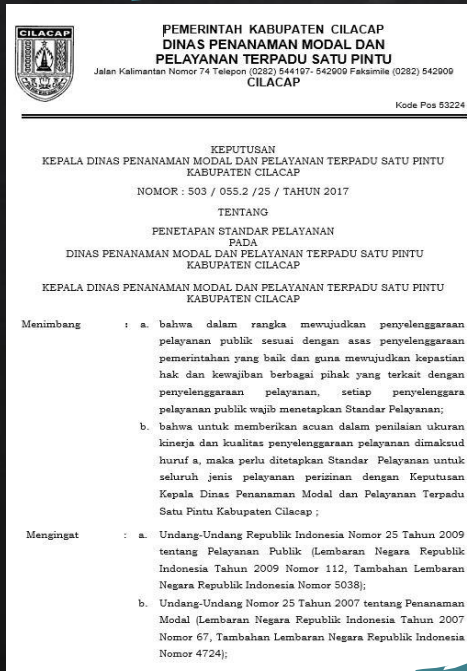 CILACAP
PEMERINTAH KABUPATEN CILACAP
DINAS PENANAMAN MODAL DAN
PELAYANAN TERPADU SATU PINTU
Jalan Kalimantan Nomor 74 Telepon (0282) 544197- 542909 Faksimile (0282) 542909
CILACAP
Kode Pos 53224
KEPUTUSAN
KEPALA DINAS PENANAMAN MODAL DAN PELAYANAN TERPADU SATU PINTU
KABUPATEN CILACAP
NOMOR : 503 / 055.2 /25 / TAHUN 2017
TENTANG
PENETAPAN STANDAR PELAYANAN
PADA
DINAS PENANAMAN MODAL DAN PELAYANAN TERPADU SATU PINTU
KABUPATEN CILACAP
KEPALA DINAS PENANAMAN MODAL DAN PELAYANAN TERPADU SATU PINTU
KABUPATEN CILACAP
Menimbang : a. bahwa dalam rangka mewujudkan penyelenggaraan
pelayanan publik sesuai dengan asas penyelenggaraan
pemerintahan yang baik dan guna mewujudkan kepastian
hak dan kewajiban berbagai pihak yang terkait dengan
penyelenggaraan pelayanan, setiap penyelenggara
pelayanan publik wajib menetapkan Standar Pelayanan;
b. bahwa untuk memberikan acuan dalam penilaian ukuran
kinerja dan kualitas penyelenggaraan pelayanan dimaksud
huruf a, maka perlu ditetapkan Standar Pelayanan untuk
seluruh jenis pelayanan perizinan dengan Keputusan
Kepala Dinas Penanaman Modal dan Pelayanan Terpadu
Satu Pintu Kabupaten Cilacap ;
Mengingat : a. Undang-Undang Republik Indonesia Nomor 25 Tahun 2009
tentang Pelayanan Publik (Lembaran Negara Republik
Indonesia Tahun 2009 Nomor 112, Tambahan Lembaran
Negara Republik Indonesia Nomor 5038);
b. Undang-Undang Nomor 25 Tahun 2007 tentang Penanaman
Modal (Lembaran Negara Republik Indonesia Tahun 2007
Nomor 67, Tambahan Lembaran Negara Republik Indonesia
Nomor 4724);